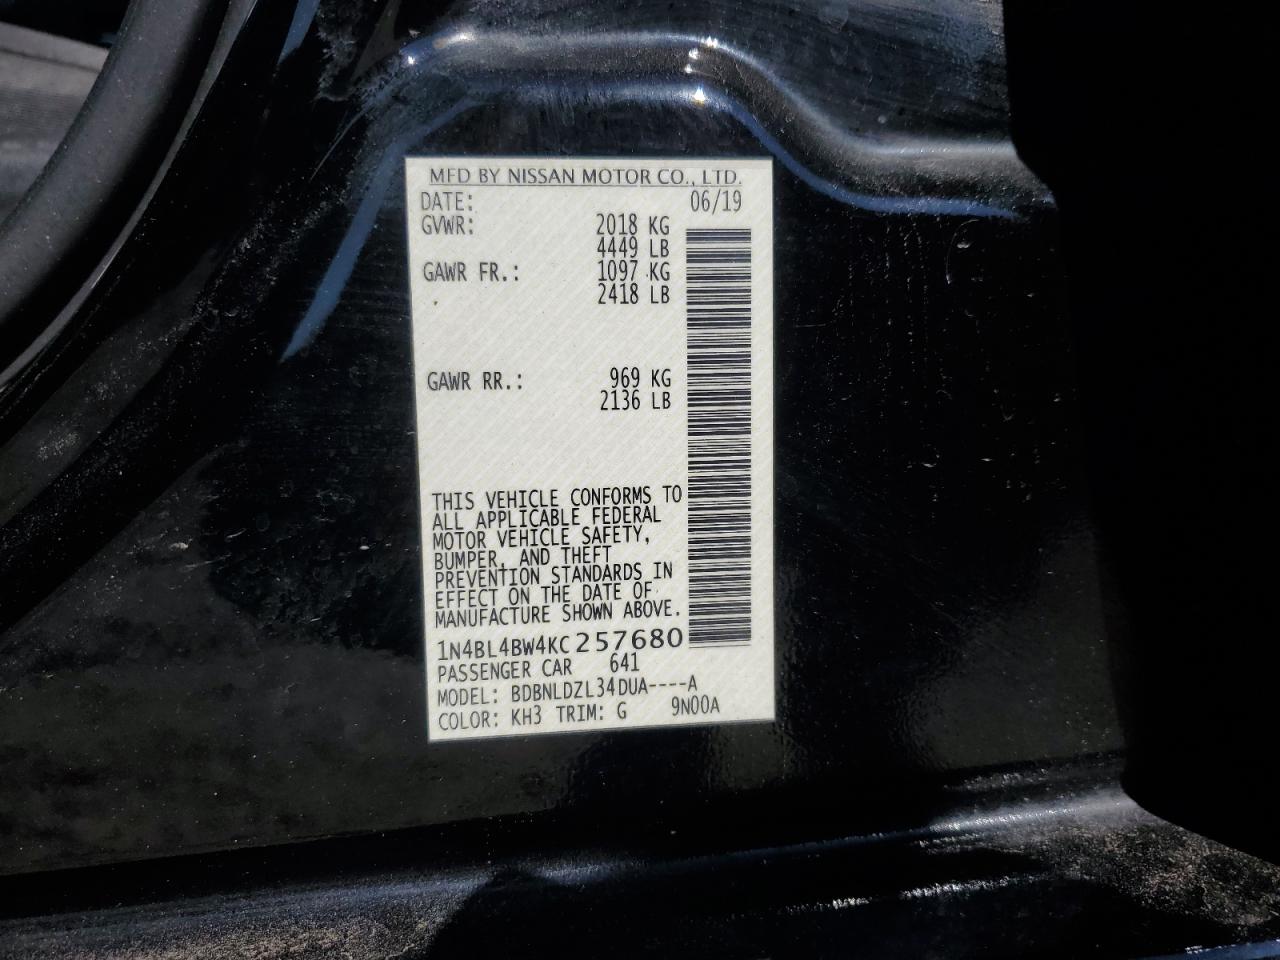 MFD BY NISSAN MOTOR CO., LTD.
DATE: 06/19
GVWR: 2018 KG
4449 LB
GAWR FR.: 1097 KG
2418 LB
GAWR RR.: 969 KG
2136 LB
THIS VEHICLE CONFORMS TO
ALL APPLICABLE FEDERAL
MOTOR VEHICLE SAFETY,
BUMPER, AND THEFT
PREVENTION STANDARDS IN
EFFECT ON THE DATE OF
MANUFACTURE SHOWN ABOVE.
1N4BL4BW4KC257680
PASSENGER CAR 641
MODEL: BDBNLDZL34DUA----A
COLOR: KH3 TRIM: G 9N00A